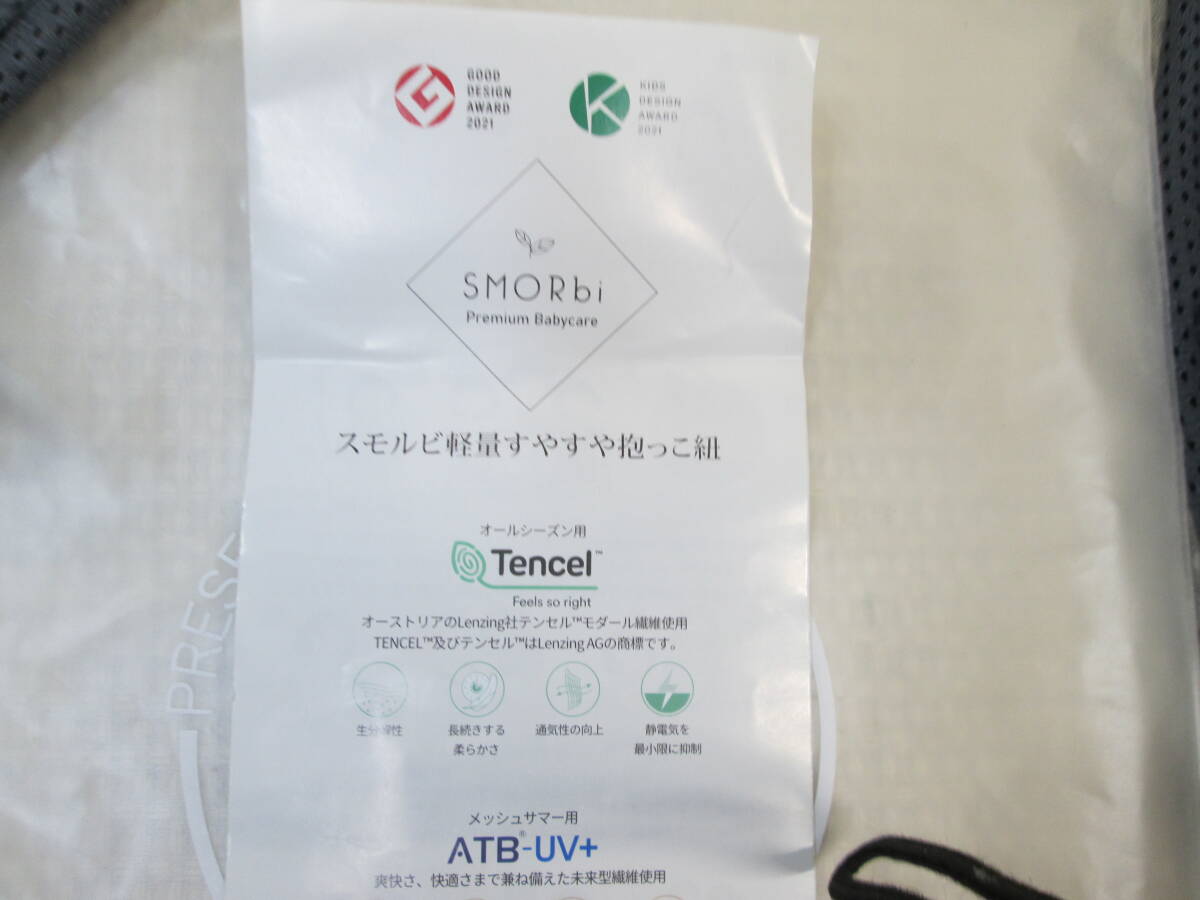 GOOD
DESIGN
AWARD
2021
KIDS
DESIGN
AWARD
2021
SMORbi
Premium Babycare
スモルビ軽量すやすや抱っこ紐
オールシーズン用
Tencel™
Feels so right
オーストリアのLenzing社テンセル™モダール繊維使用
TENCEL™及びテンセル™はLenzing AGの商標です。
生分解性
長続きする
柔らかさ
通気性の向上
静電気を
最小限に抑制
メッシュサマー用
ATB®-UV+
爽快さ、快適さまで兼ね備えた未来型繊維使用